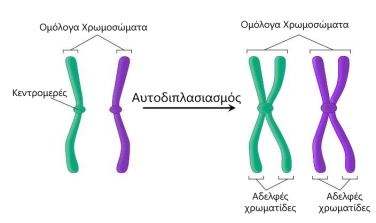 Ομόλογα Χρωμοσώματα
Ομόλογα Χρωμοσώματα
Κεντρομερές
Αυτοδιπλασιασμός
Αδελφές
χρωματίδες
Αδελφές
χρωματίδες